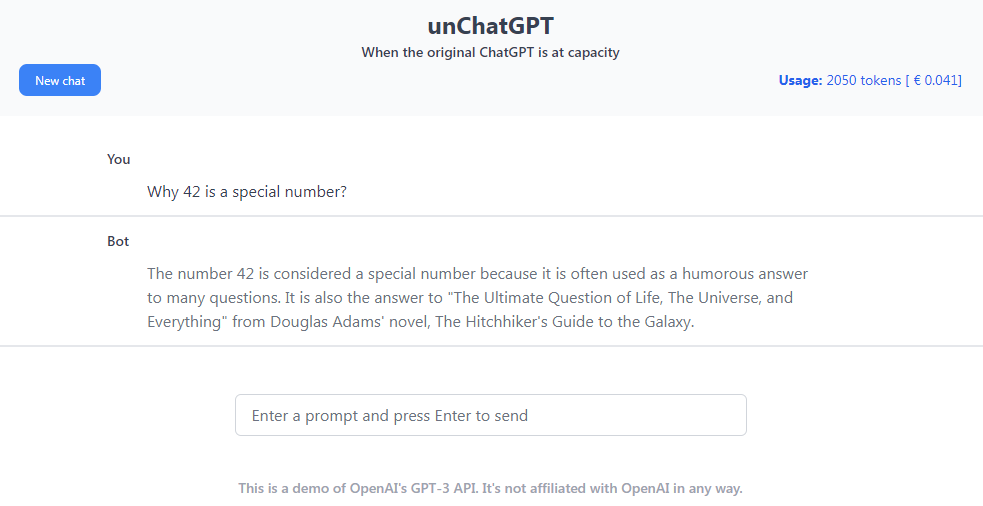 unChatGPT
When the original ChatGPT is at capacity
New chat
Usage: 2050 tokens [ € 0.041]
You
Why 42 is a special number?
Bot
The number 42 is considered a special number because it is often used as a humorous answer
to many questions. It is also the answer to "The Ultimate Question of Life, The Universe, and
Everything" from Douglas Adams' novel, The Hitchhiker's Guide to the Galaxy.
Enter a prompt and press Enter to send
This is a demo of OpenAI's GPT-3 API. It's not affiliated with OpenAI in any way.